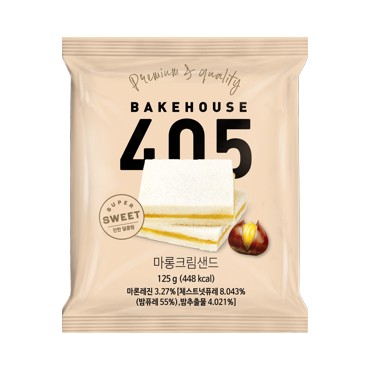 Premium & quality
BAKEHOUSE
405
SUPER
SWEET
진한 달콤함
마롱크림샌드
125 g (448 kcal)
마론레진 3.27% [체스트넛퓨레 8.043%
(밤퓨레 55%), 밤추출물 4.021%]